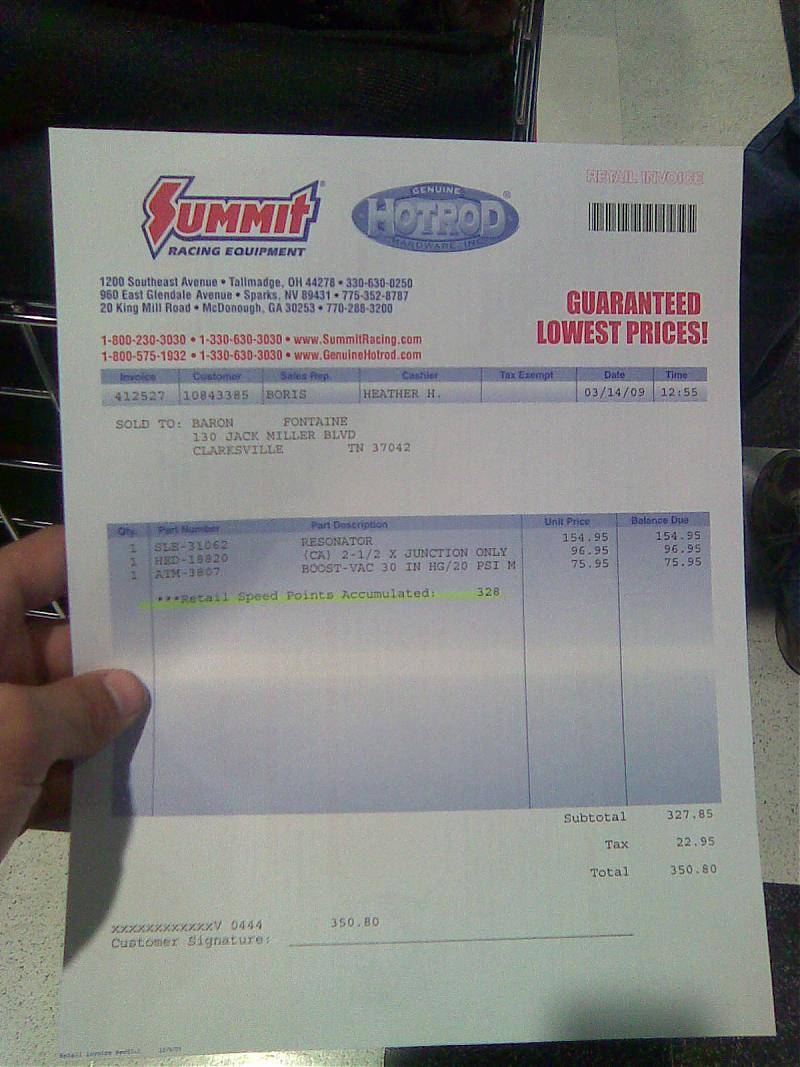 SUMMIT®
RACING EQUIPMENT
GENUINE
HOTROD®
HARDWARE, INC.
RETAIL INVOICE
1200 Southeast Avenue • Tallmadge, OH 44278 • 330-630-0250
960 East Glendale Avenue • Sparks, NV 89431 • 775-352-8787
20 King Mill Road • McDonough, GA 30253 • 770-288-3200
GUARANTEED
LOWEST PRICES!
1-800-230-3030 • 1-330-630-3030 • www.SummitRacing.com
1-800-575-1932 • 1-330-630-3030 • www.GenuineHotrod.com
Invoice Customer Sales Rep. Cashier Tax Exempt Date Time
412527 10843385 BORIS HEATHER H. 03/14/09 12:55
SOLD TO: BARON FONTAINE
130 JACK MILLER BLVD
CLARKSVILLE TN 37042
Qty. Part Number Part Description Unit Price Balance Due
1 SLE-31062 RESONATOR 154.95 154.95
1 HED-18820 (CA) 2-1/2 X JUNCTION ONLY 96.95 96.95
1 ATM-3807 BOOST-VAC 30 IN HG/20 PSI M 75.95 75.95
***Retail Speed Points Accumulated: 328
Subtotal 327.85
Tax 22.95
Total 350.80
XXXXXXXXXXXXV 0444 350.80
Customer Signature:
Retail Invoice